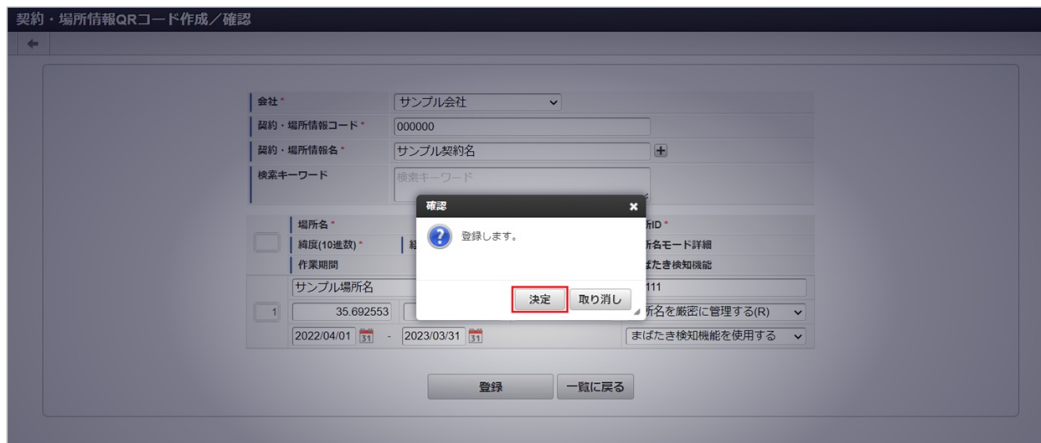 契約・場所情報QRコード作成／確認
会社*
サンプル会社
契約・場所情報コード*
000000
契約・場所情報名*
サンプル契約名
検索キーワード
検索キーワード
確認
登録します。
決定 取り消し
場所名*
所ID*
緯度(10進数)*
所名モード詳細
作業期間
ばたき検知機能
サンプル場所名
111
1
35.692553
所名を厳密に管理する(R)
2022/04/01 31 - 2023/03/31 31
まばたき検知機能を使用する
登録 一覧に戻る